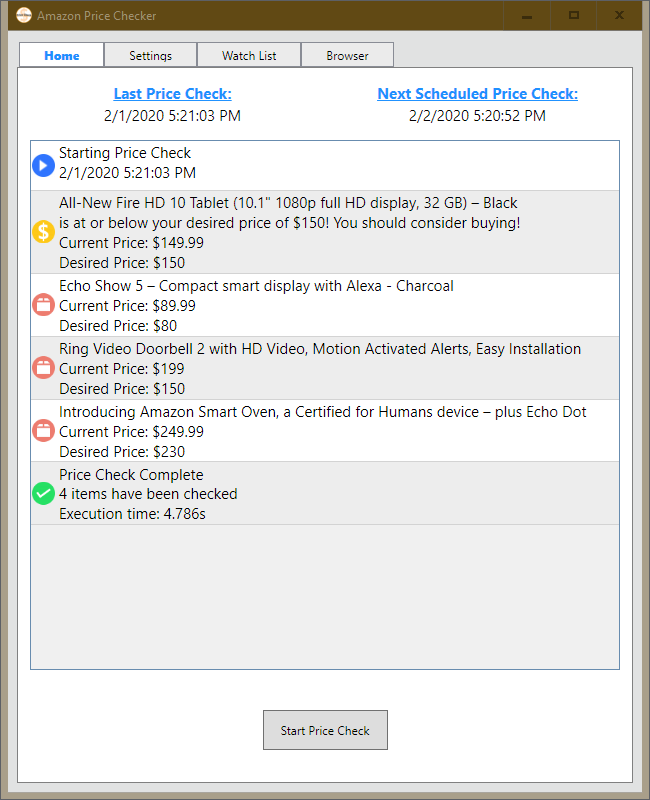 Amazon Price Checker
Home Settings Watch List Browser
Last Price Check: Next Scheduled Price Check:
2/1/2020 5:21:03 PM 2/2/2020 5:20:52 PM
Starting Price Check
2/1/2020 5:21:03 PM
All-New Fire HD 10 Tablet (10.1" 1080p full HD display, 32 GB) – Black
is at or below your desired price of $150! You should consider buying!
Current Price: $149.99
Desired Price: $150
Echo Show 5 – Compact smart display with Alexa - Charcoal
Current Price: $89.99
Desired Price: $80
Ring Video Doorbell 2 with HD Video, Motion Activated Alerts, Easy Installation
Current Price: $199
Desired Price: $150
Introducing Amazon Smart Oven, a Certified for Humans device – plus Echo Dot
Current Price: $249.99
Desired Price: $230
Price Check Complete
4 items have been checked
Execution time: 4.786s
Start Price Check